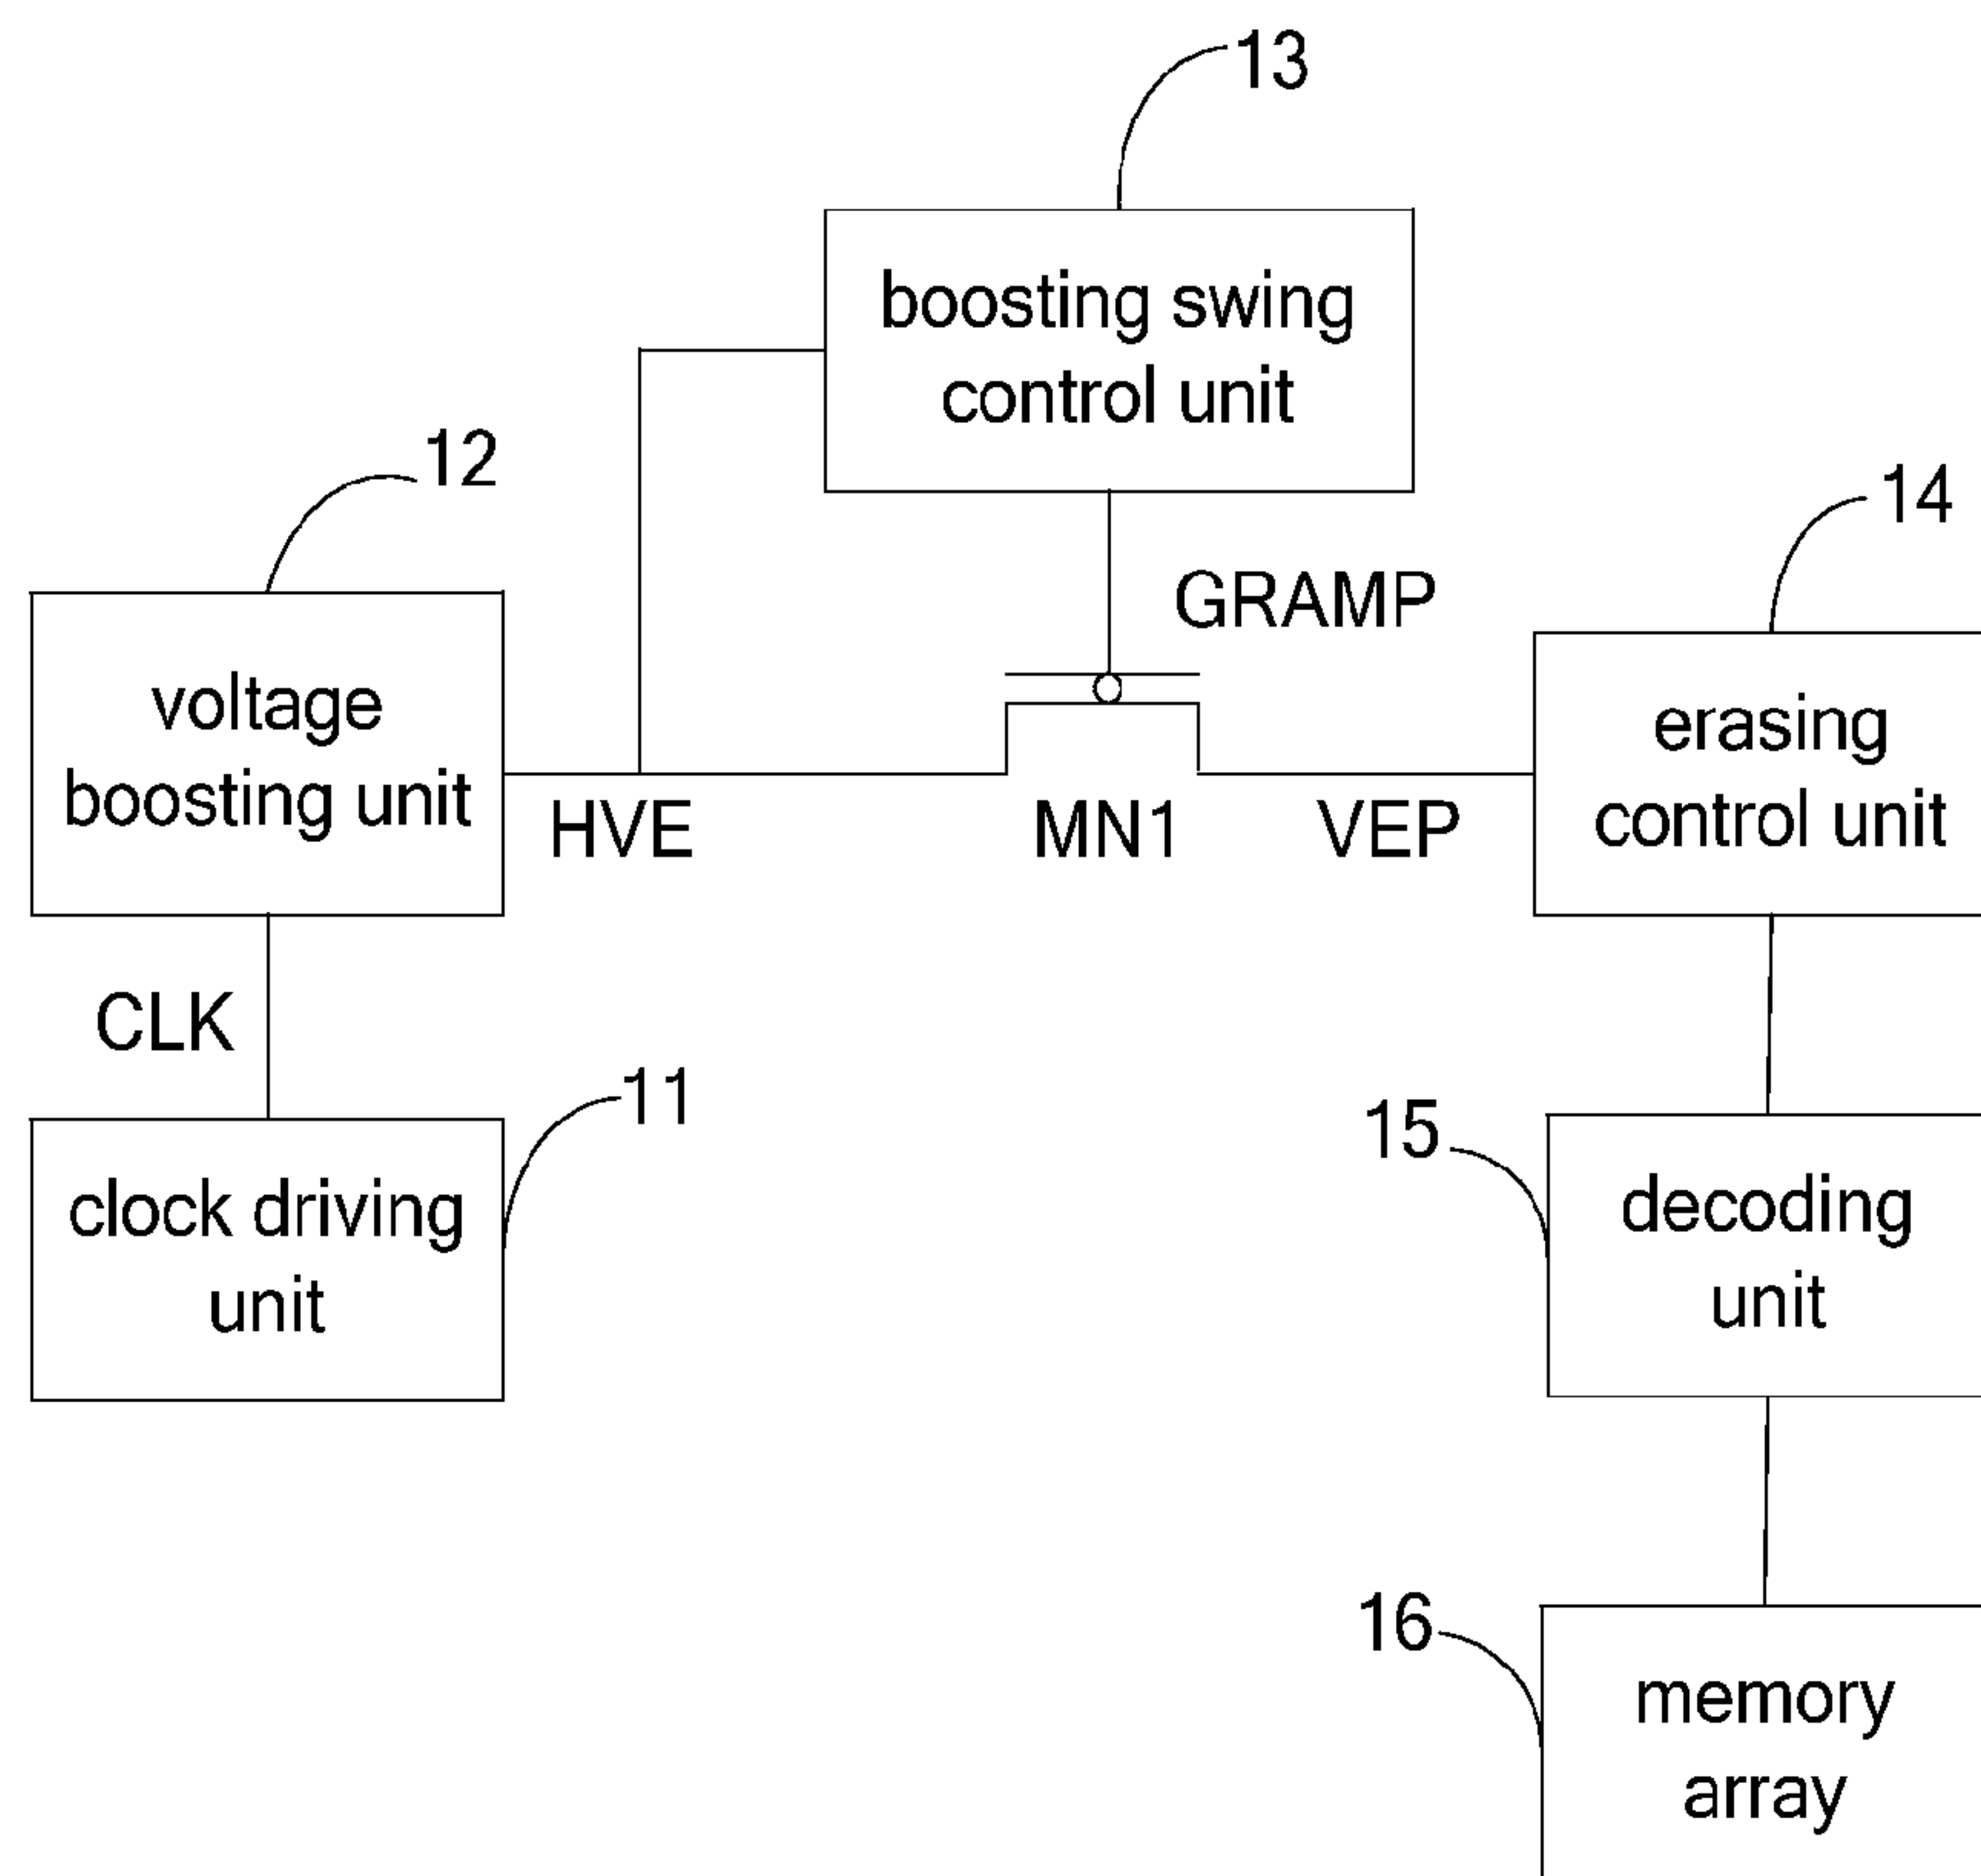 13
boosting swing
control unit
12
14
GRAMP
voltage
boosting unit
erasing
control unit
HVE
MN1
VEP
CLK
11
15
clock driving
unit
decoding
unit
16
memory
array